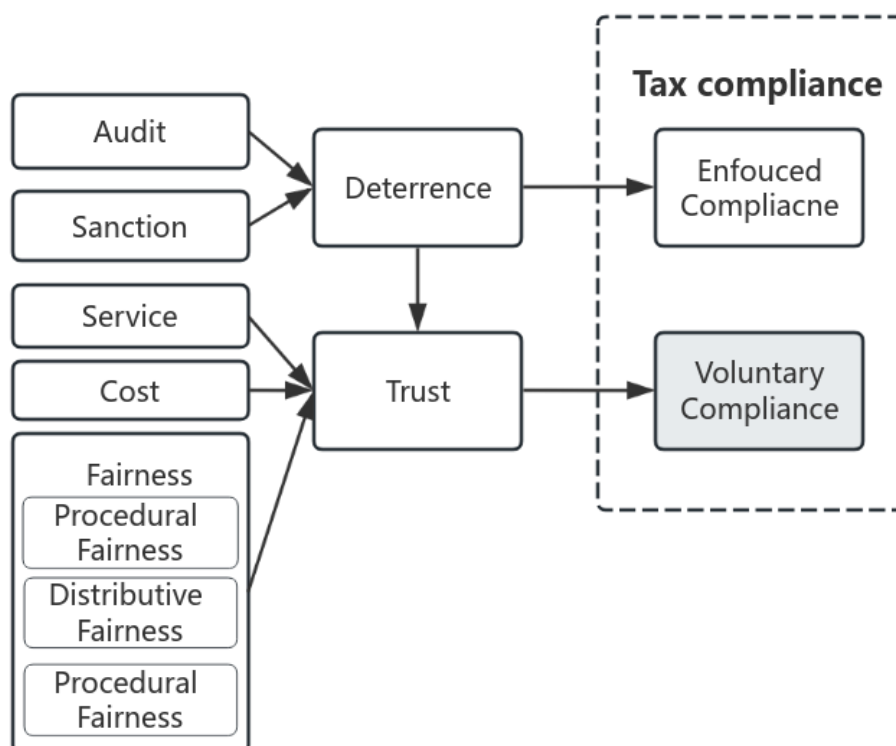 Tax compliance
Audit
Sanction
Service
Cost
Fairness
Procedural
Fairness
Distributive
Fairness
Procedural
Fairness
Deterrence
Trust
Enfouced
Compliacne
Voluntary
Compliance